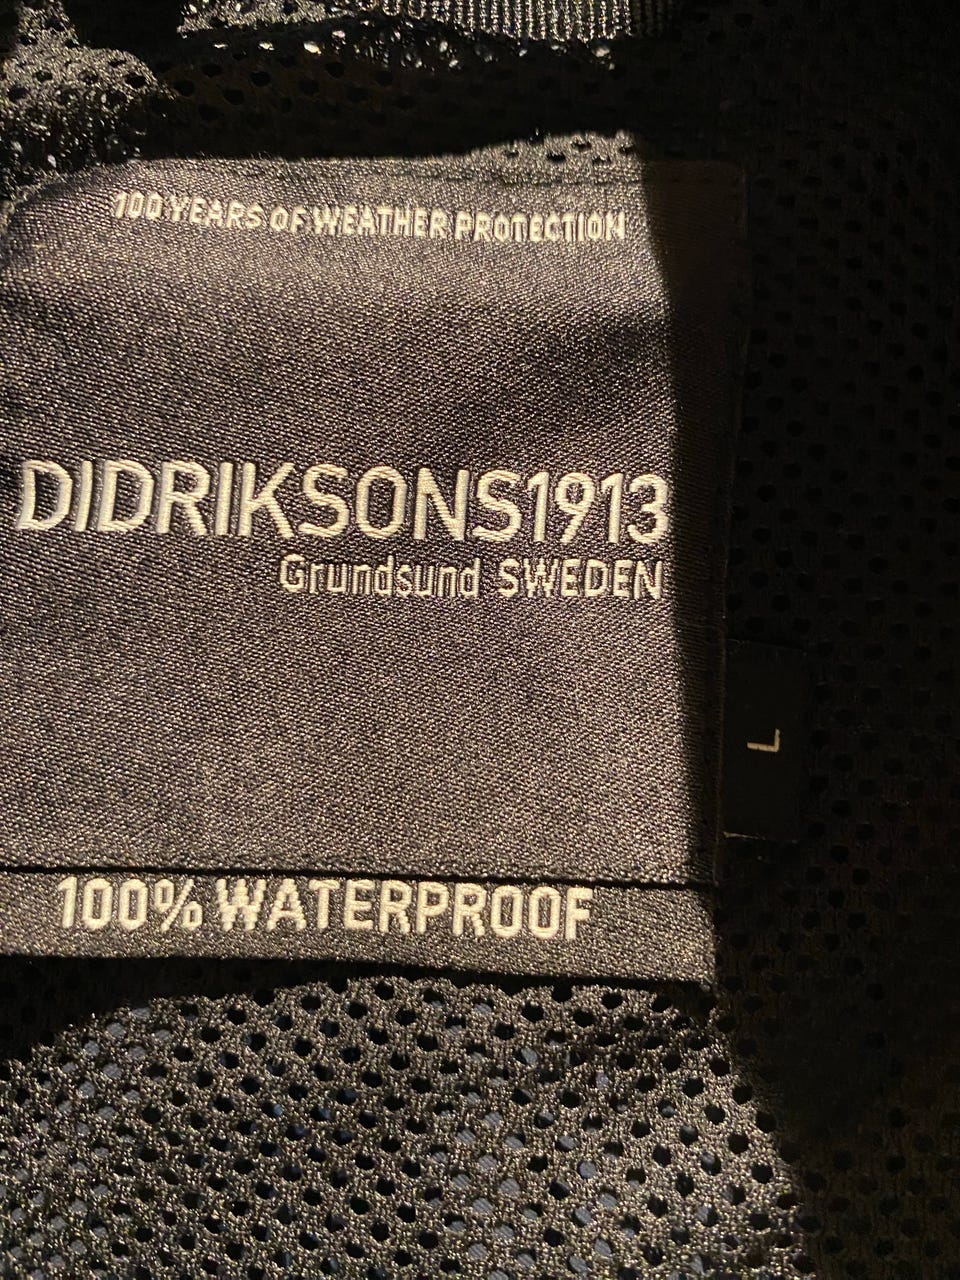 100 YEARS OF WEATHER PROTECTION
DIDRIKSONS1913
Grundsund SWEDEN
L
100% WATERPROOF